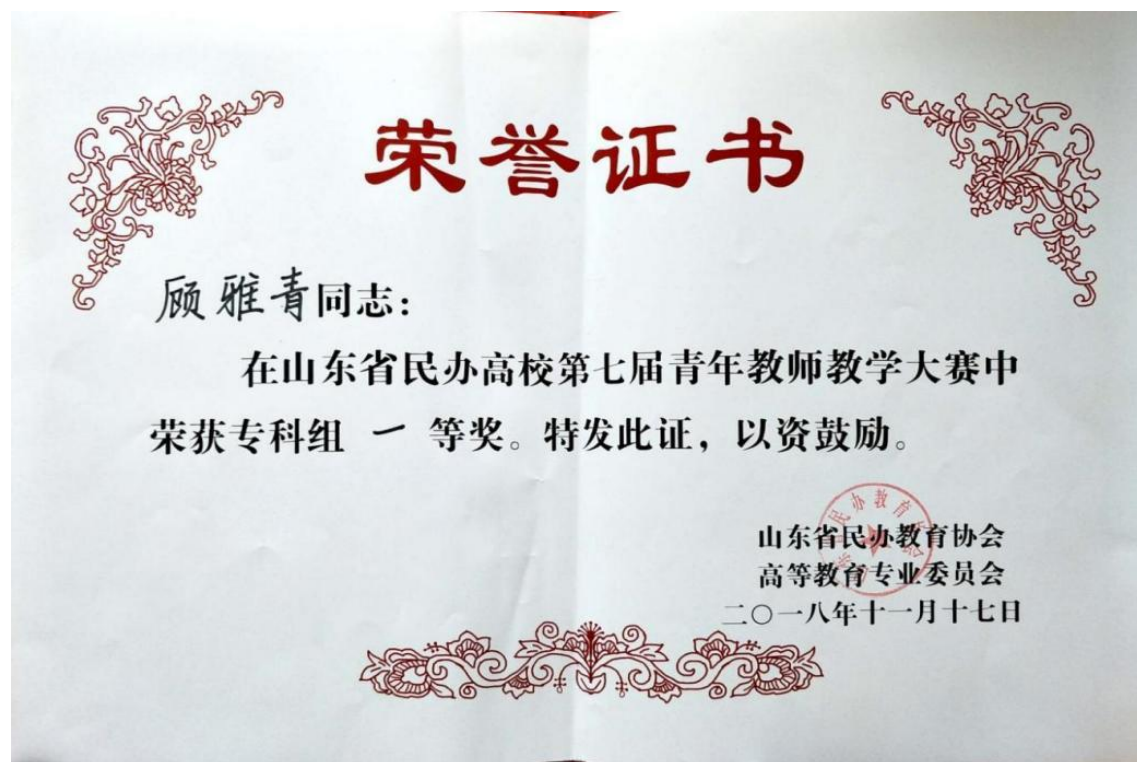 荣誉证书
顾雅青同志：
在山东省民办高校第七届青年教师教学大赛中
荣获专科组 一 等奖。特发此证，以资鼓励。
山东省民办教育协会
高等教育专业委员会
二〇一八年十一月十七日